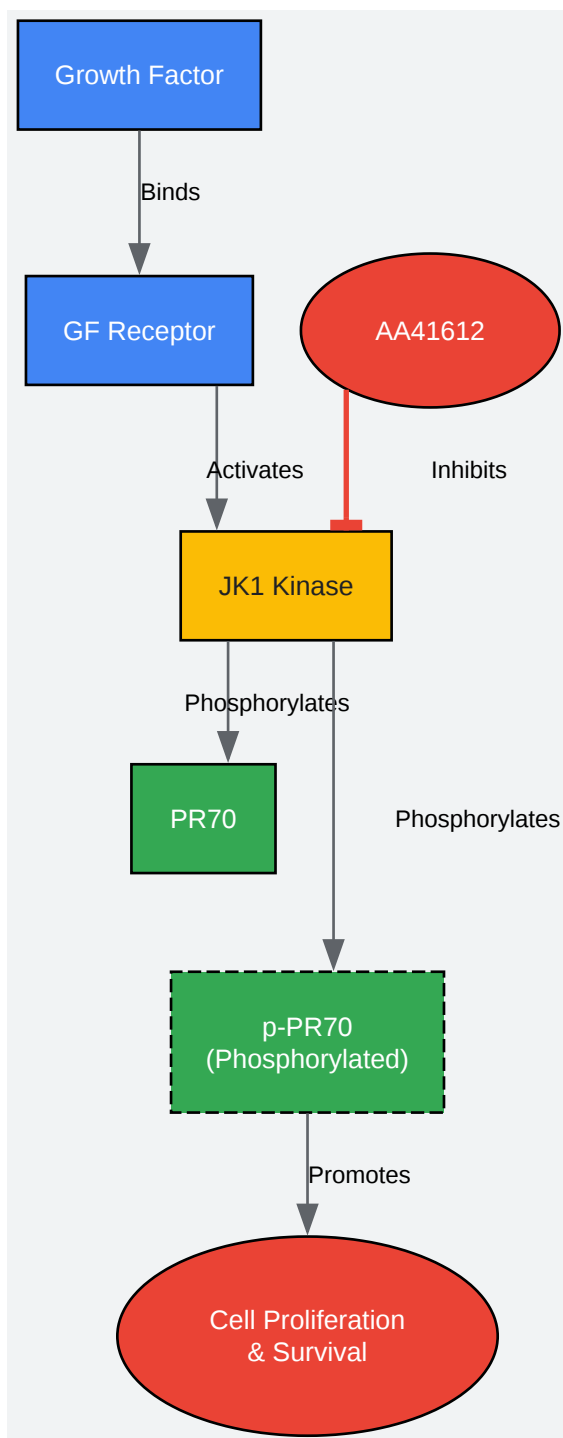 Growth Factor
Binds
GF Receptor
AA41612
Activates
Inhibits
JK1 Kinase
Phosphorylates
PR70
Phosphorylates
p-PR70
(Phosphorylated)
Promotes
Cell Proliferation
& Survival